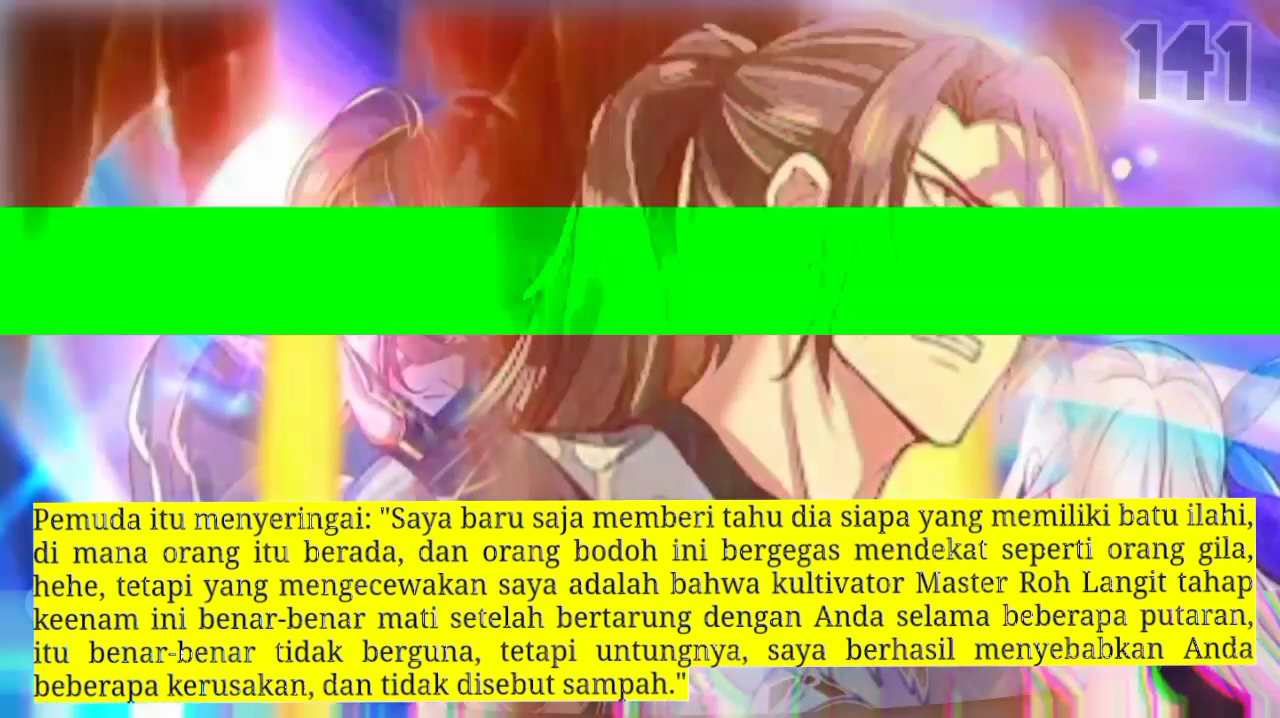 141
Pemuda itu menyeringai: "Saya baru saja memberi tahu dia siapa yang memiliki batu ilahi,
di mana orang itu berada, dan orang bodoh ini bergegas mendekat seperti orang gila,
hehe, tetapi yang mengecewakan saya adalah bahwa kultivator Master Roh Langit tahap
keenam ini benar-benar mati setelah bertarung dengan Anda selama beberapa putaran,
itu benar-benar tidak berguna, tetapi untungnya, saya berhasil menyebabkan Anda
beberapa kerusakan, dan tidak disebut sampah."